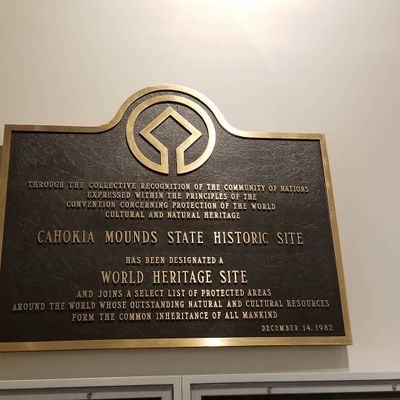 THROUGH THE COLLECTIVE RECOGNITION OF THE COMMUNITY OF NATIONS
EXPRESSED WITHIN THE PRINCIPLES OF THE
CONVENTION CONCERNING PROTECTION OF THE WORLD
CULTURAL AND NATURAL HERITAGE
CAHOKIA MOUNDS STATE HISTORIC SITE
HAS BEEN DESIGNATED A
WORLD HERITAGE SITE
AND JOINS A SELECT LIST OF PROTECTED AREAS
AROUND THE WORLD WHOSE OUTSTANDING NATURAL AND CULTURAL RESOURCES
FORM THE COMMON INHERITANCE OF ALL MANKIND
DECEMBER 14, 1982